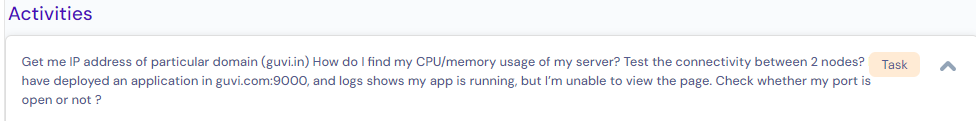 Activities
Get me IP address of particular domain (guvi.in) How do I find my CPU/memory usage of my server? Test the connectivity between 2 nodes? Task
have deployed an application in guvi.com:9000, and logs shows my app is running, but I'm unable to view the page. Check whether my port is
open or not ?